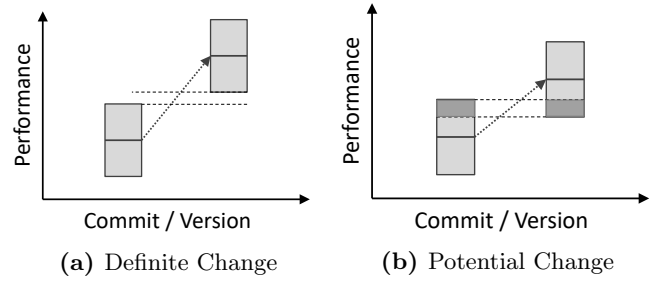 Performance
Commit / Version
(a) Definite Change
Performance
Commit / Version
(b) Potential Change